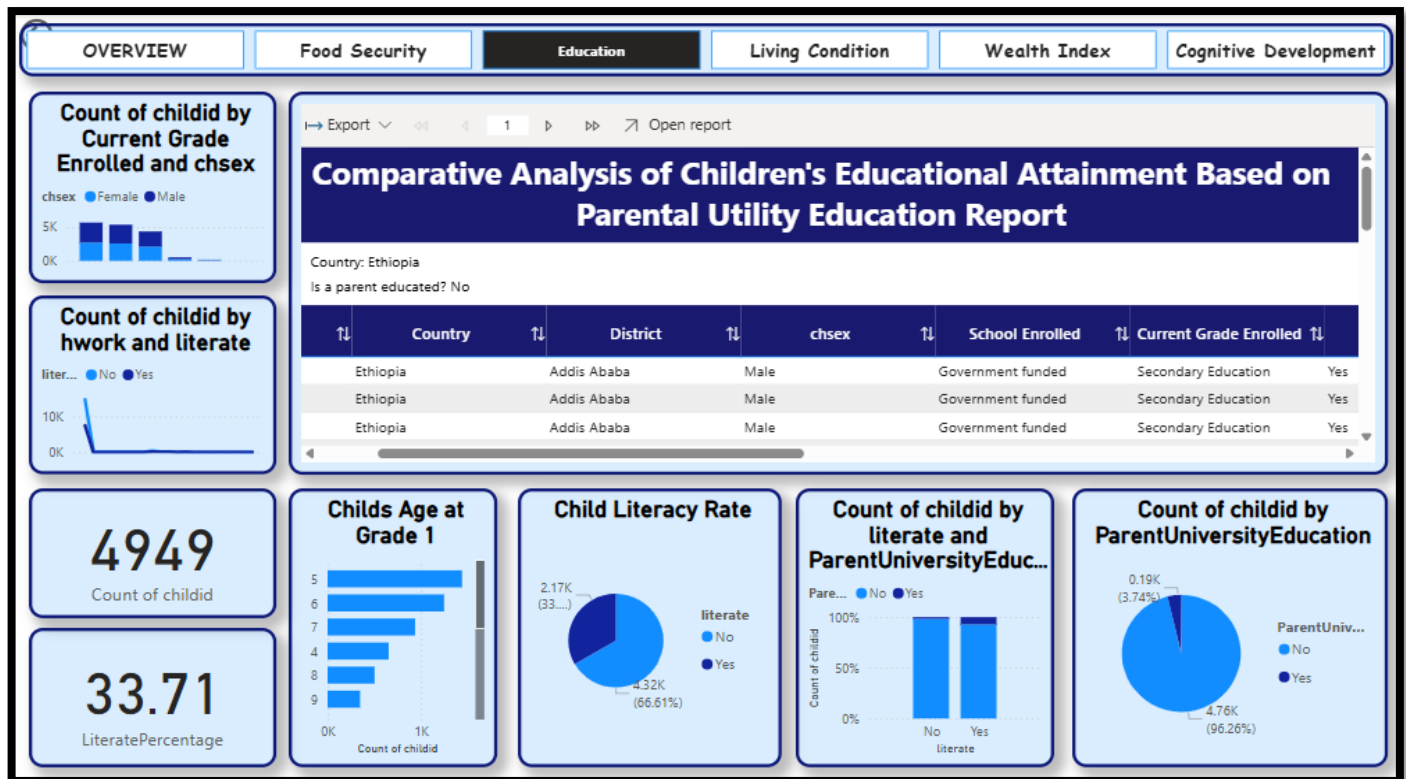 OVERVIEW
Food Security
Education
Living Condition
Wealth Index
Cognitive Development
Count of childid by
Current Grade
Enrolled and chsex
chsex Female Male
5K
0K
Count of childid by
hwork and literate
liter... No Yes
10K
0K
4949
Count of childid
33.71
LiteratePercentage
Export 1 Open report
Comparative Analysis of Children's Educational Attainment Based on
Parental Utility Education Report
Country: Ethiopia
Is a parent educated? No
Country District chsex School Enrolled Current Grade Enrolled
Ethiopia Addis Ababa Male Government funded Secondary Education Yes
Ethiopia Addis Ababa Male Government funded Secondary Education Yes
Ethiopia Addis Ababa Male Government funded Secondary Education Yes
Childs Age at
Grade 1
5
6
7
4
8
9
0K 1K
Count of childid
Child Literacy Rate
2.17K
(33....)
4.32K
(66.61%)
literate
No
Yes
Count of childid by
literate and
ParentUniversityEduc...
Pare... No Yes
Count of childid
100%
50%
0%
No Yes
literate
Count of childid by
ParentUniversityEducation
0.19K
(3.74%)
4.76K
(96.26%)
ParentUniv...
No
Yes